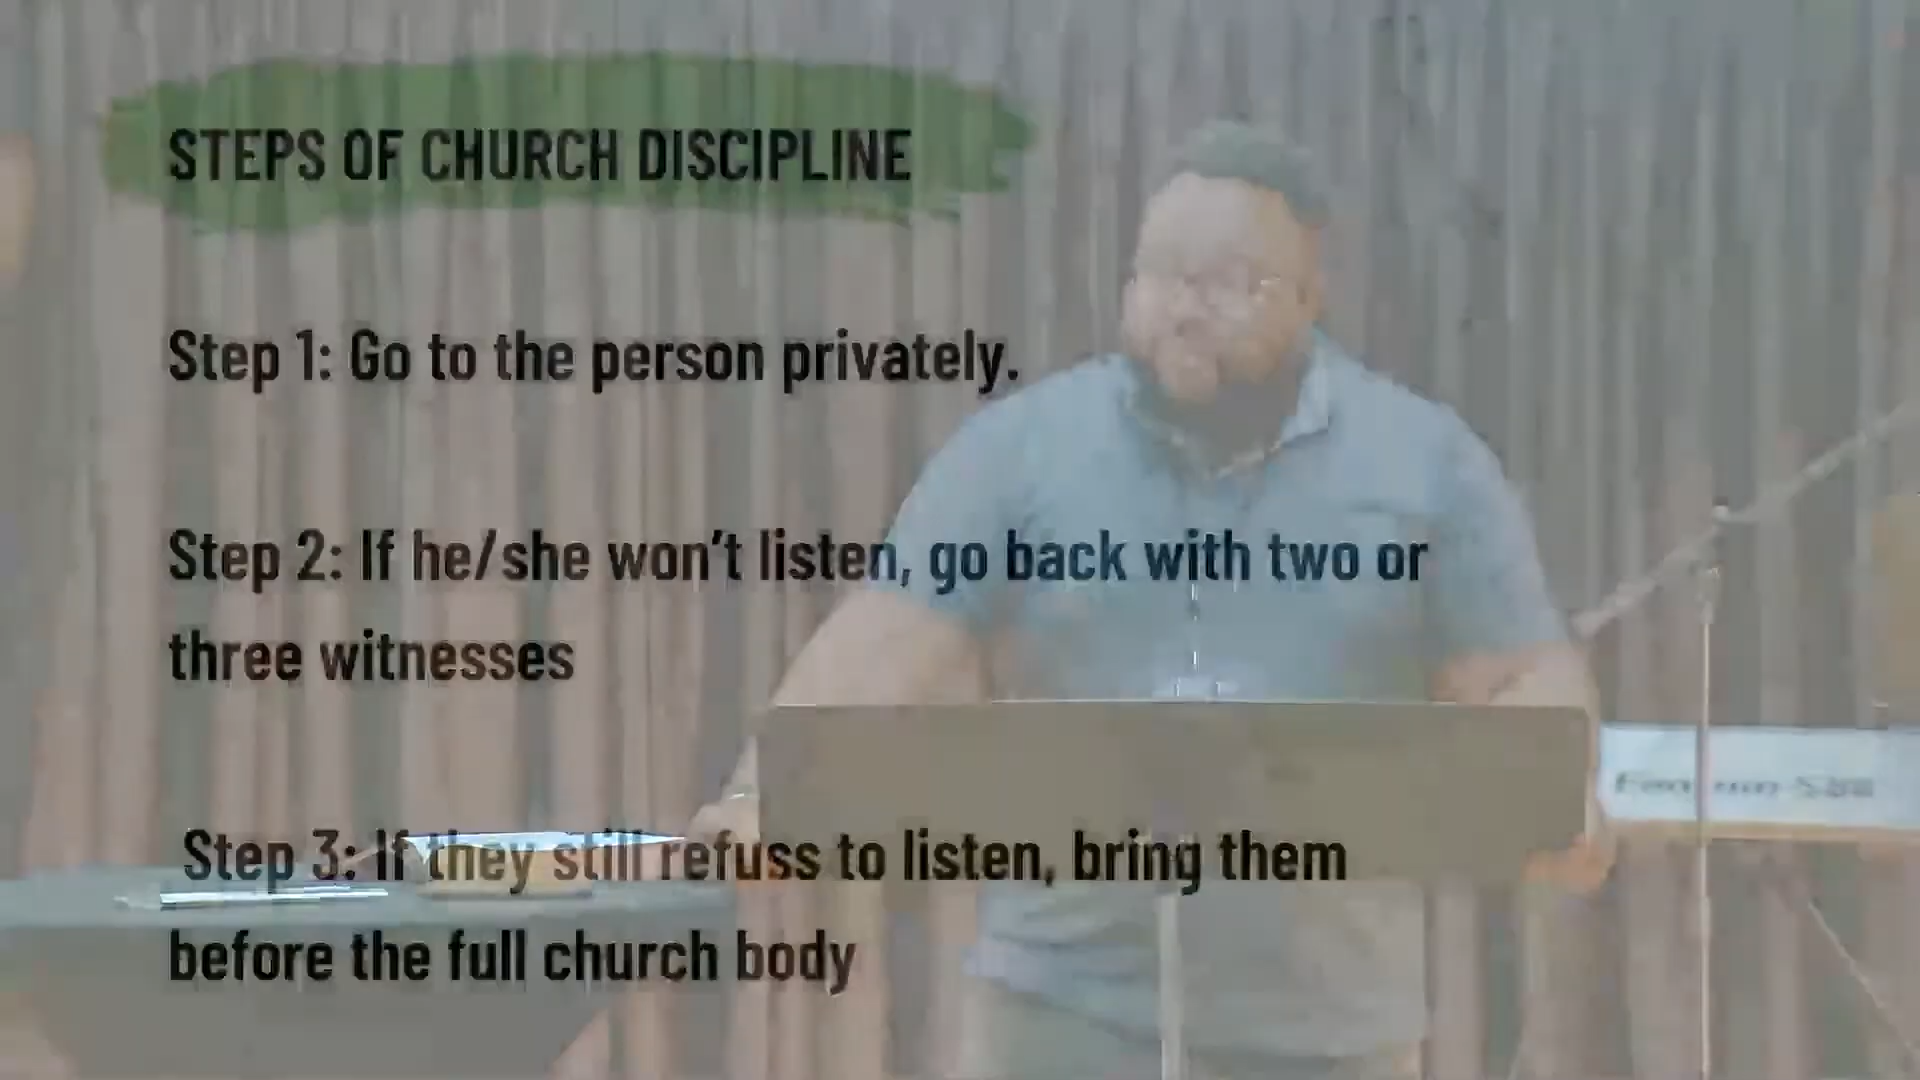 STEPS OF CHURCH DISCIPLINE
Step 1: Go to the person privately.
Step 2: If he/she won’t listen, go back with two or
three witnesses
Step 3: If they still refuss to listen, bring them
before the full church body